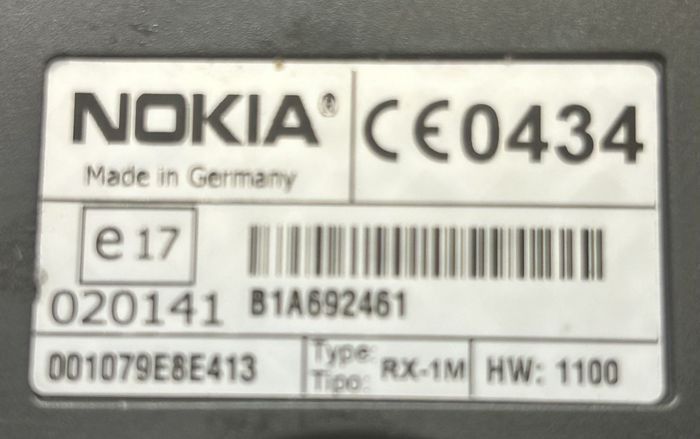 NOKIA®
CE0434
Made in Germany
e17
020141
B1A692461
001079E8E413
Type:
Tipo:
RX-1M
HW: 1100